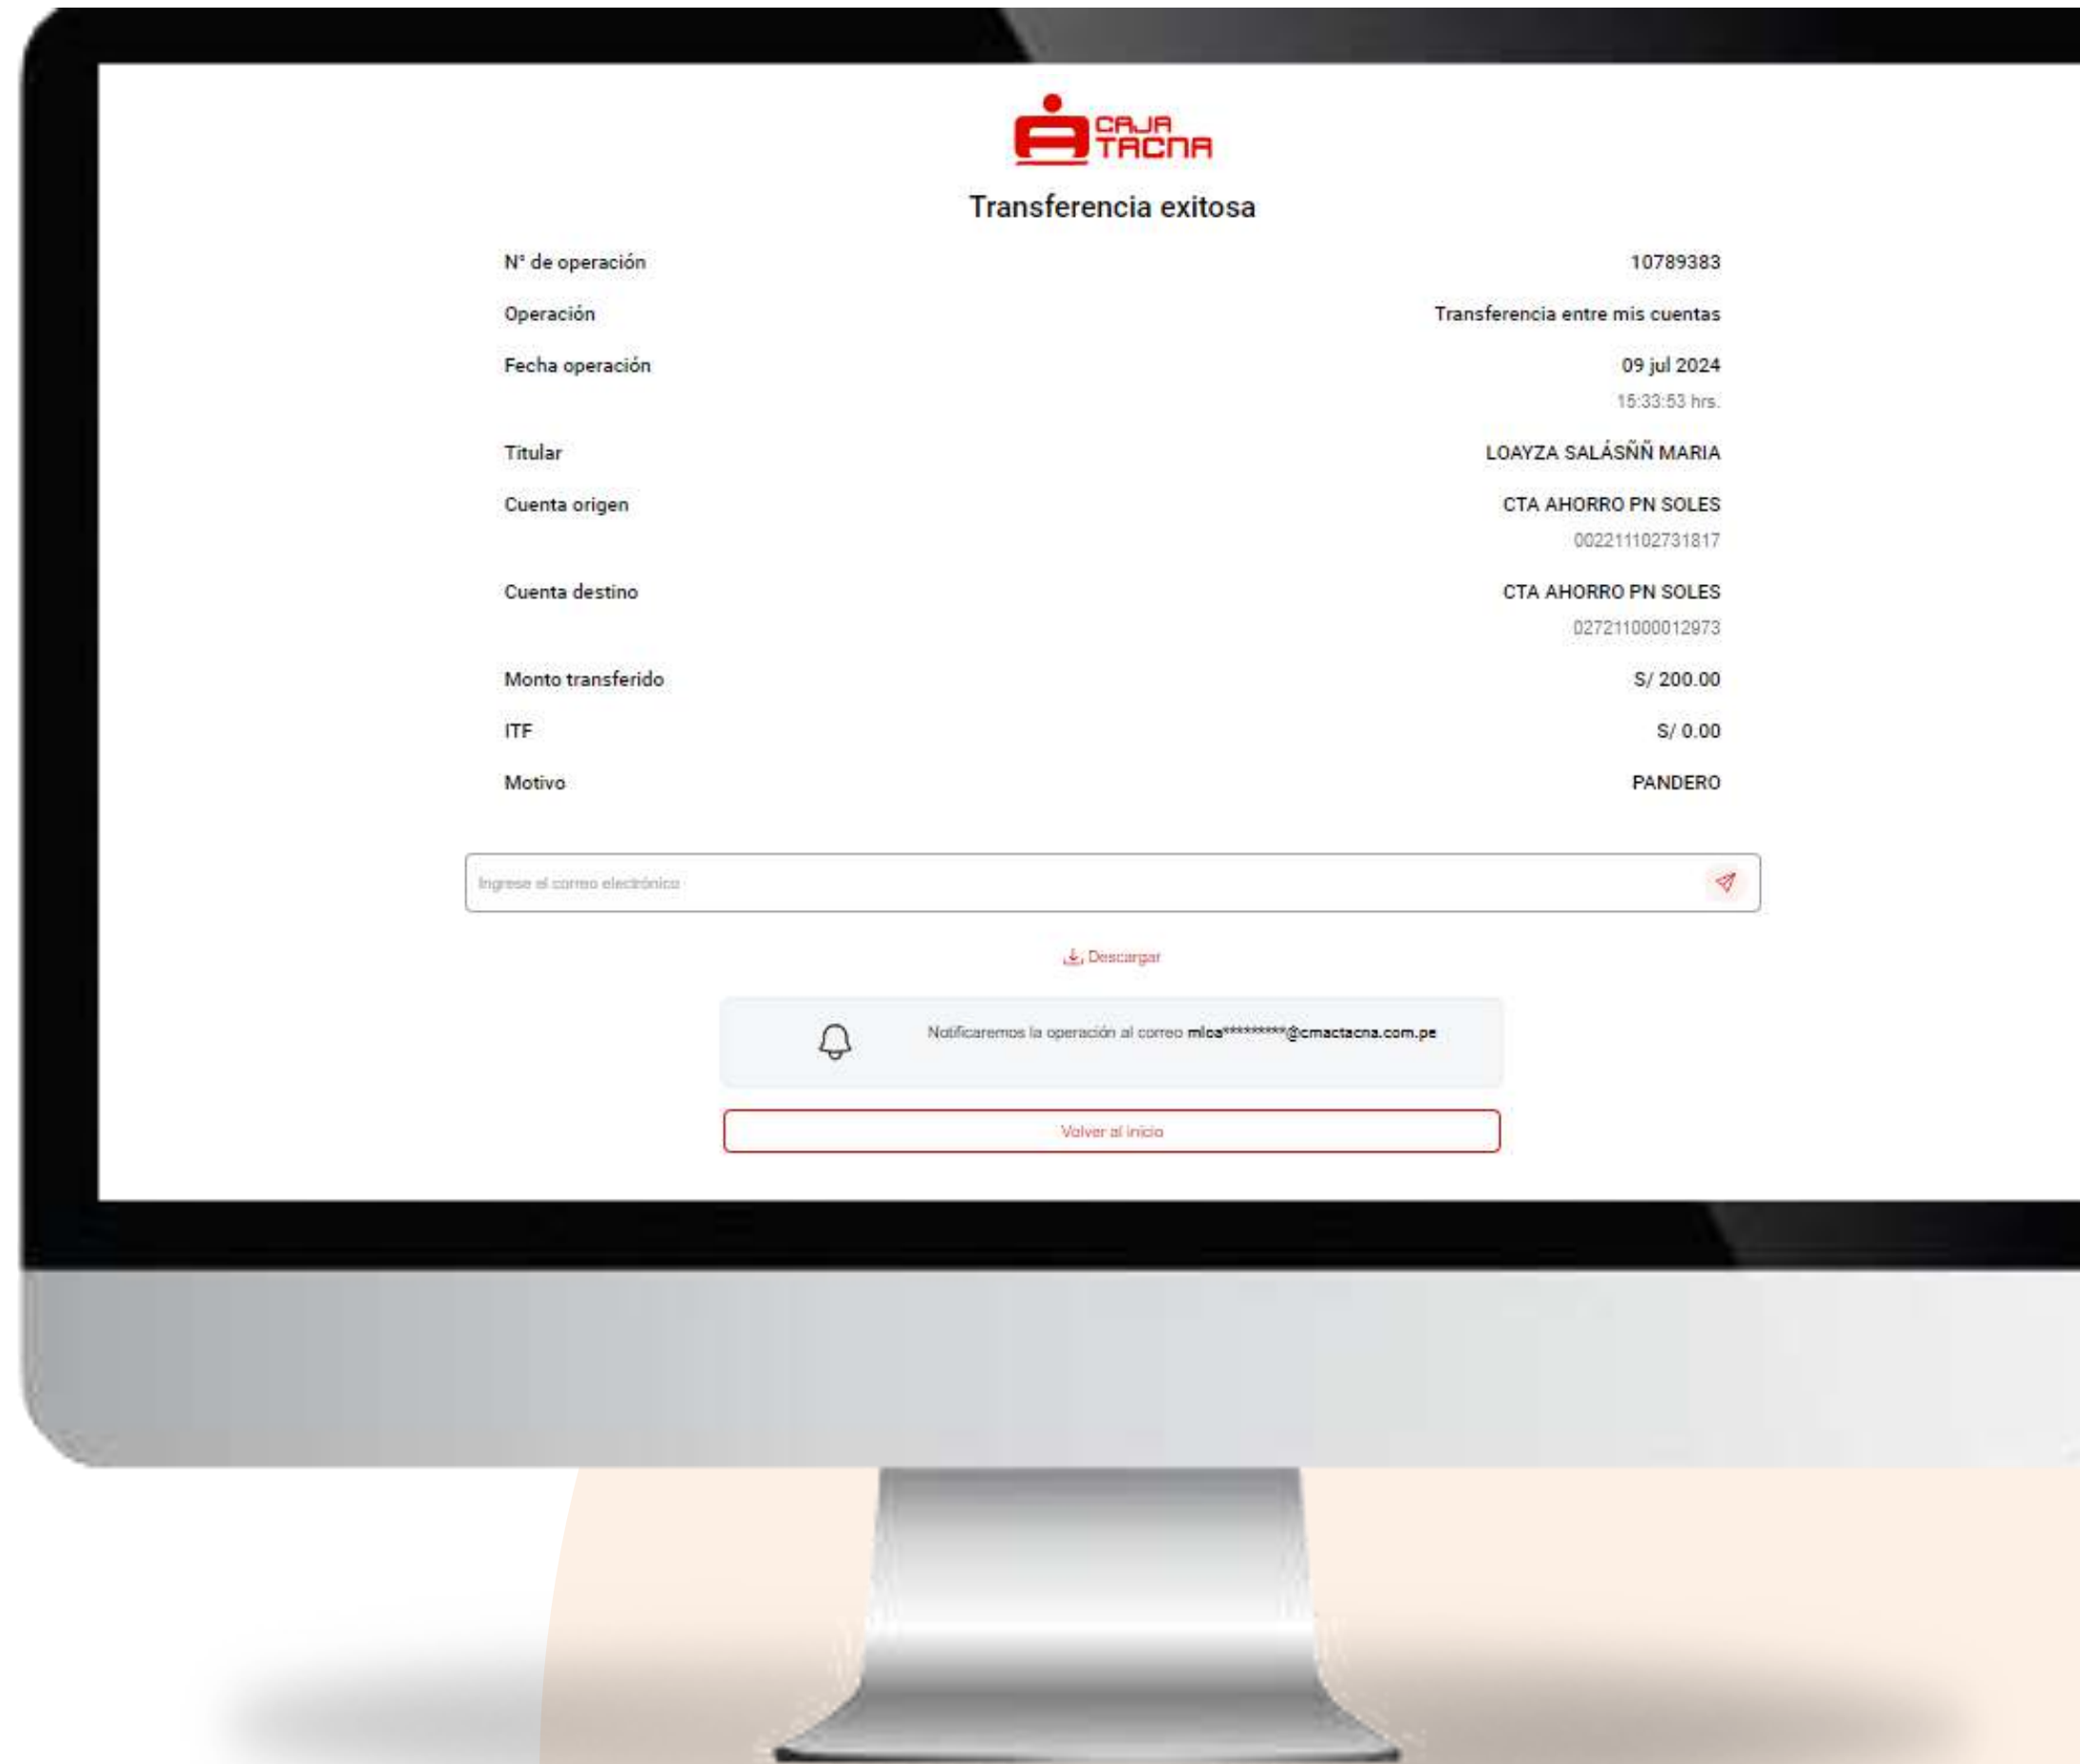 CAJA
TACNA
Transferencia exitosa
N° de operación 10789383
Operación Transferencia entre mis cuentas
Fecha operación 09 jul 2024
15:33:53 hrs.
Titular LOAYZA SALÁSÑÑ MARIA
Cuenta origen CTA AHORRO PN SOLES
002211102731817
Cuenta destino CTA AHORRO PN SOLES
027211000012973
Monto transferido S/ 200.00
ITF S/ 0.00
Motivo PANDERO
Ingrese el correo electrónico
Descargar
Notificaremos la operación al correo mloa*********@cmactacna.com.pe
Volver al inicio